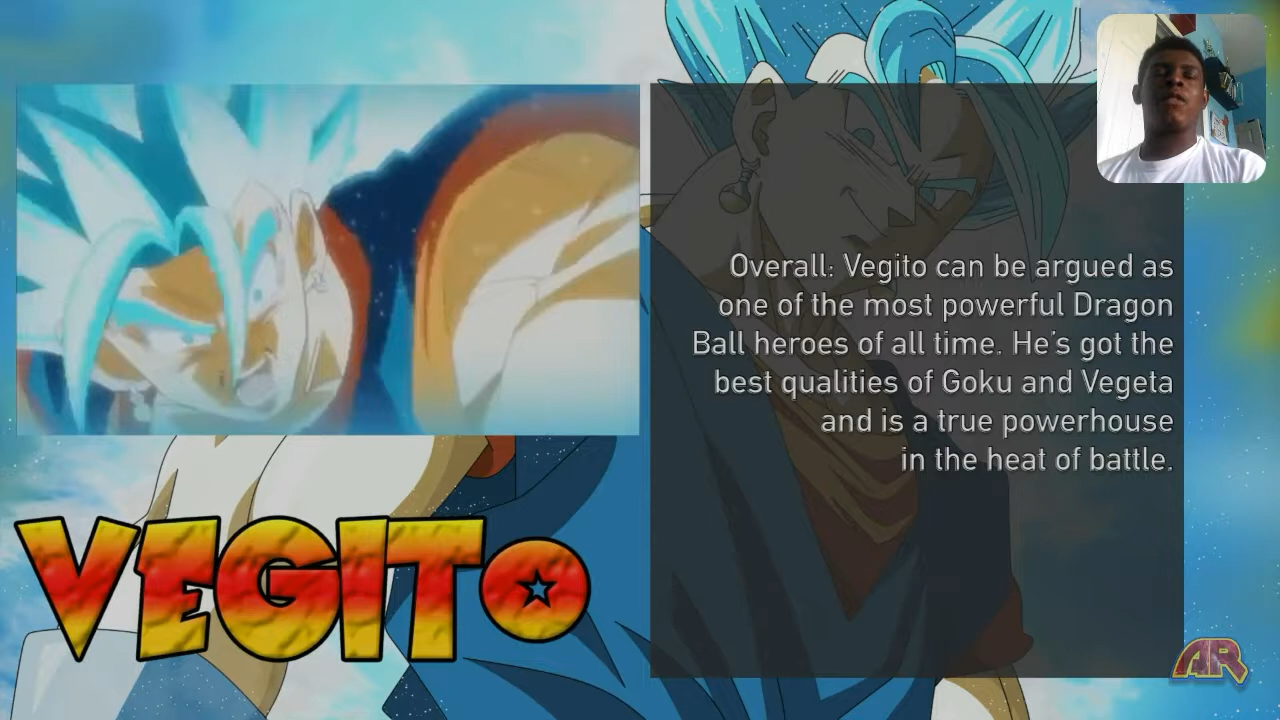 Overall: Vegito can be argued as
one of the most powerful Dragon
Ball heroes of all time. He's got the
best qualities of Goku and Vegeta
and is a true powerhouse
in the heat of battle.
VEGITO
AR